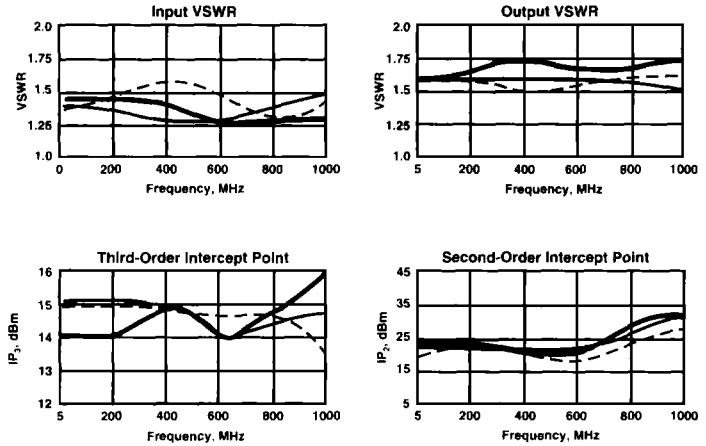 Input VSWR
2.0
1.75
1.5
1.25
1.0
VSWR
0 200 400 600 800 1000
Frequency, MHz
Output VSWR
2.0
1.75
1.5
1.25
1.0
VSWR
5 200 400 600 800 1000
Frequency, MHz
Third-Order Intercept Point
16
15
14
13
12
IP3, dBm
5 200 400 600 800 1000
Frequency, MHz
Second-Order Intercept Point
45
35
25
15
5
IP2, dBm
5 200 400 600 800 1000
Frequency, MHz